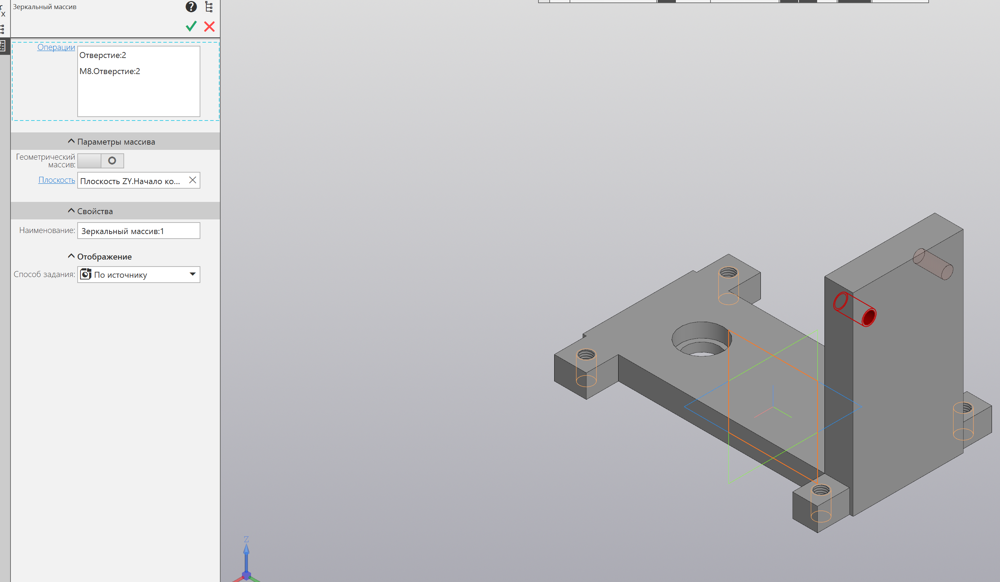 Зеркальный массив
Операции
Отверстие:2
М8.Отверстие:2
Параметры массива
Геометрический
массив:
Плоскость
Плоскость ZY.Начало ко...
Свойства
Наименование:
Зеркальный массив:1
Отображение
Способ задания:
По источнику
Z